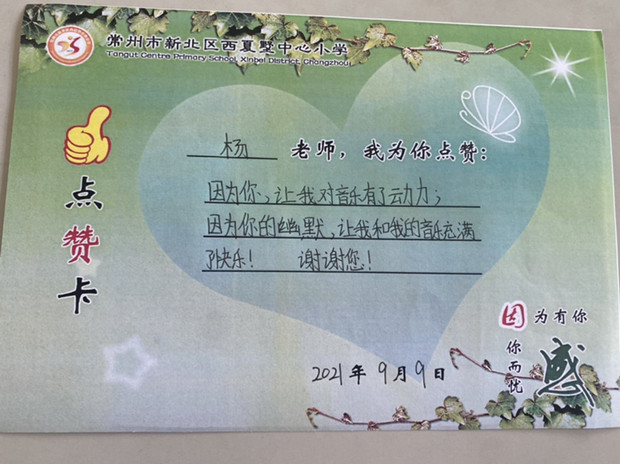 常州市新北区西夏墅中心小学
Tangut Centre Primary School, Xinbei District, Changzhou
点赞卡
杨 老师，我为你点赞：
因为你，让我对音乐有了动力；
因为你的幽默，让我和我的音乐充满
了快乐！ 谢谢您！
因为有你
你而忧
感
2021年9月9日